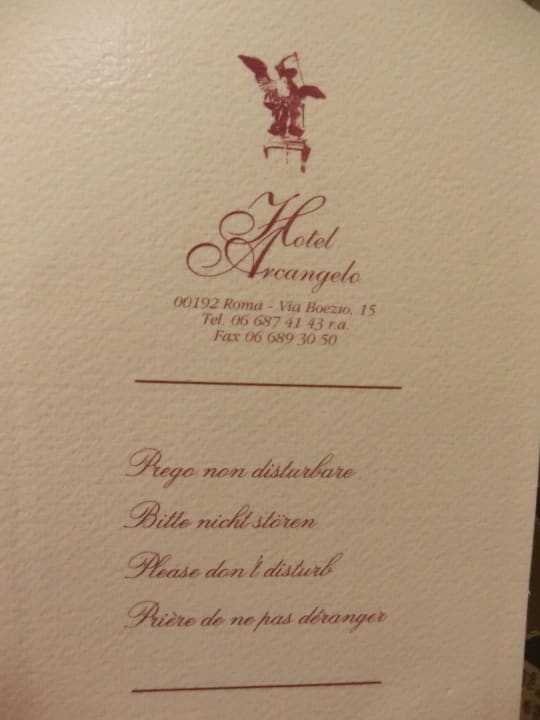 Hotel
Arcangelo
00192 Roma - Via Boezio, 15
Tel. 06 687 41 43 r.a.
Fax 06 689 30 50
Prego non disturbare
Bitte nicht stören
Please don't disturb
Prière de ne pas déranger